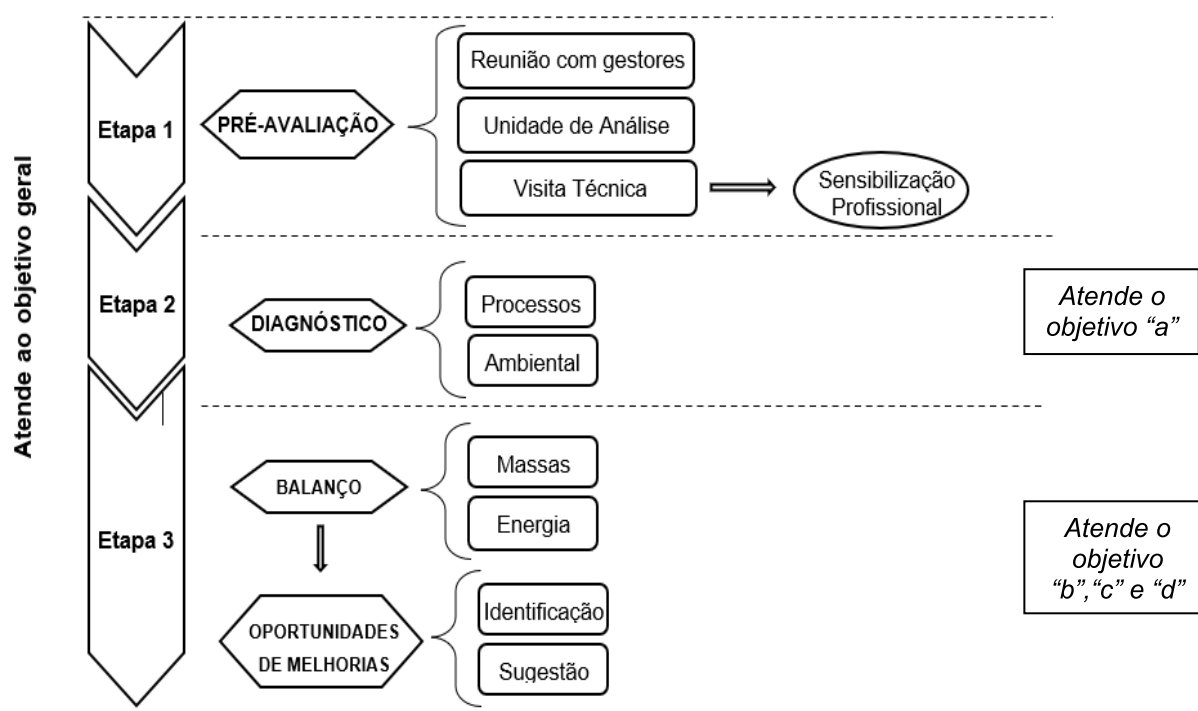 Atende ao objetivo geral
Etapa 1
PRÉ-AVALIAÇÃO
Reunião com gestores
Unidade de Análise
Visita Técnica
Sensibilização
Profissional
Etapa 2
DIAGNÓSTICO
Processos
Ambiental
Atende o
objetivo “a”
Etapa 3
BALANÇO
Massas
Energia
OPORTUNIDADES
DE MELHORIAS
Identificação
Sugestão
Atende o
objetivo
“b”,“c” e “d”